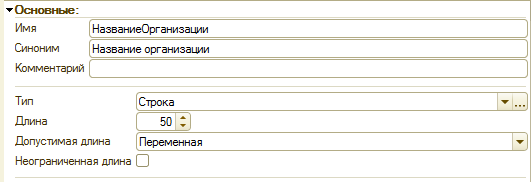 Основные:
Имя НазваниеОрганизации
Синоним Название организации
Комментарий
Тип Строка ...
Длина 50
Допустимая длина Переменная
Неограниченная длина